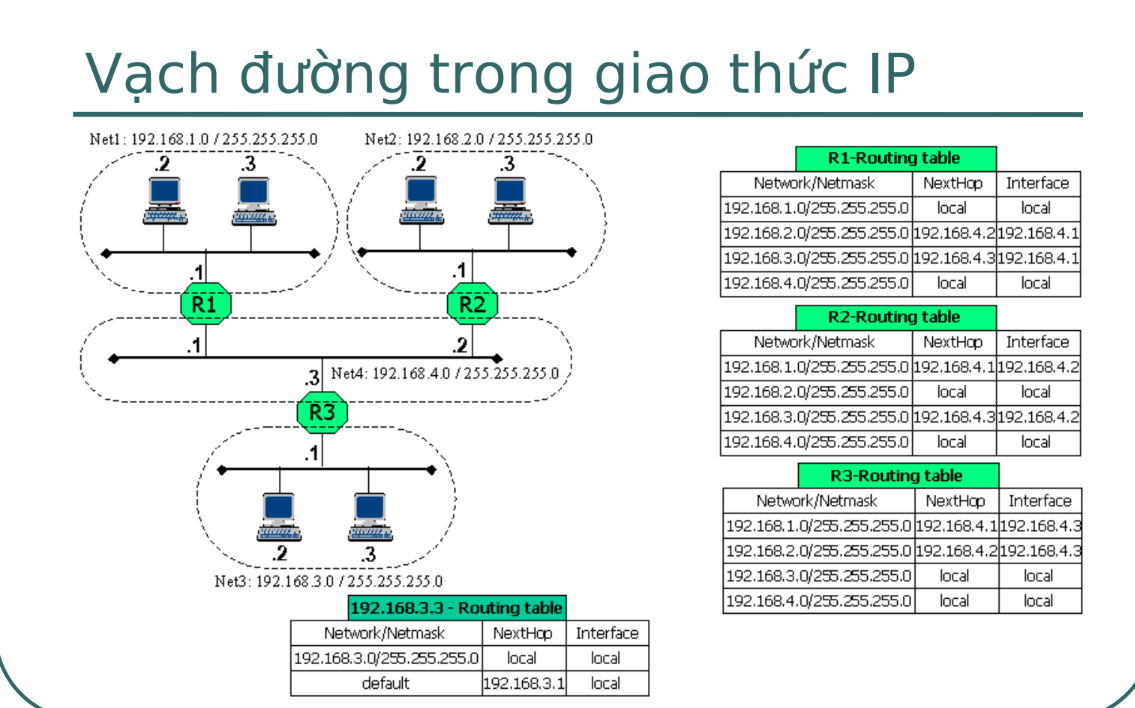 Vạch đường trong giao thức IP
Net1: 192.168.1.0 / 255.255.255.0
Net2: 192.168.2.0 / 255.255.255.0
.2 .3
.2 .3
.1
.1
R1
R2
.1
.2
.3
Net4: 192.168.4.0 / 255.255.255.0
R3
.1
.2 .3
Net3: 192.168.3.0 / 255.255.255.0
192.168.3.3 - Routing table
Network/Netmask NextHop Interface
192.168.3.0/255.255.255.0 local local
default 192.168.3.1 local
R1-Routing table
Network/Netmask NextHop Interface
192.168.1.0/255.255.255.0 local local
192.168.2.0/255.255.255.0 192.168.4.2 192.168.4.1
192.168.3.0/255.255.255.0 192.168.4.3 192.168.4.1
192.168.4.0/255.255.255.0 local local
R2-Routing table
Network/Netmask NextHop Interface
192.168.1.0/255.255.255.0 192.168.4.1 192.168.4.2
192.168.2.0/255.255.255.0 local local
192.168.3.0/255.255.255.0 192.168.4.3 192.168.4.2
192.168.4.0/255.255.255.0 local local
R3-Routing table
Network/Netmask NextHop Interface
192.168.1.0/255.255.255.0 192.168.4.1 192.168.4.3
192.168.2.0/255.255.255.0 192.168.4.2 192.168.4.3
192.168.3.0/255.255.255.0 local local
192.168.4.0/255.255.255.0 local local